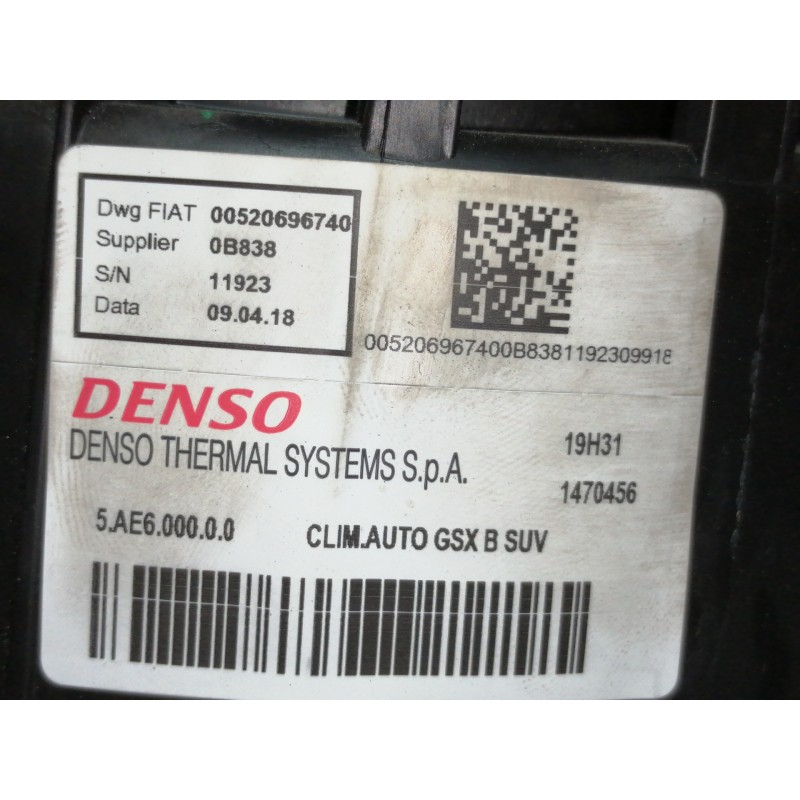 Dwg FIAT 00520696740
Supplier 0B838
S/N 11923
Data 09.04.18
005206967400B8381192309918
DENSO
DENSO THERMAL SYSTEMS S.p.A.
19H31
1470456
5.AE6.000.0.0 CLIM.AUTO GSX B SUV